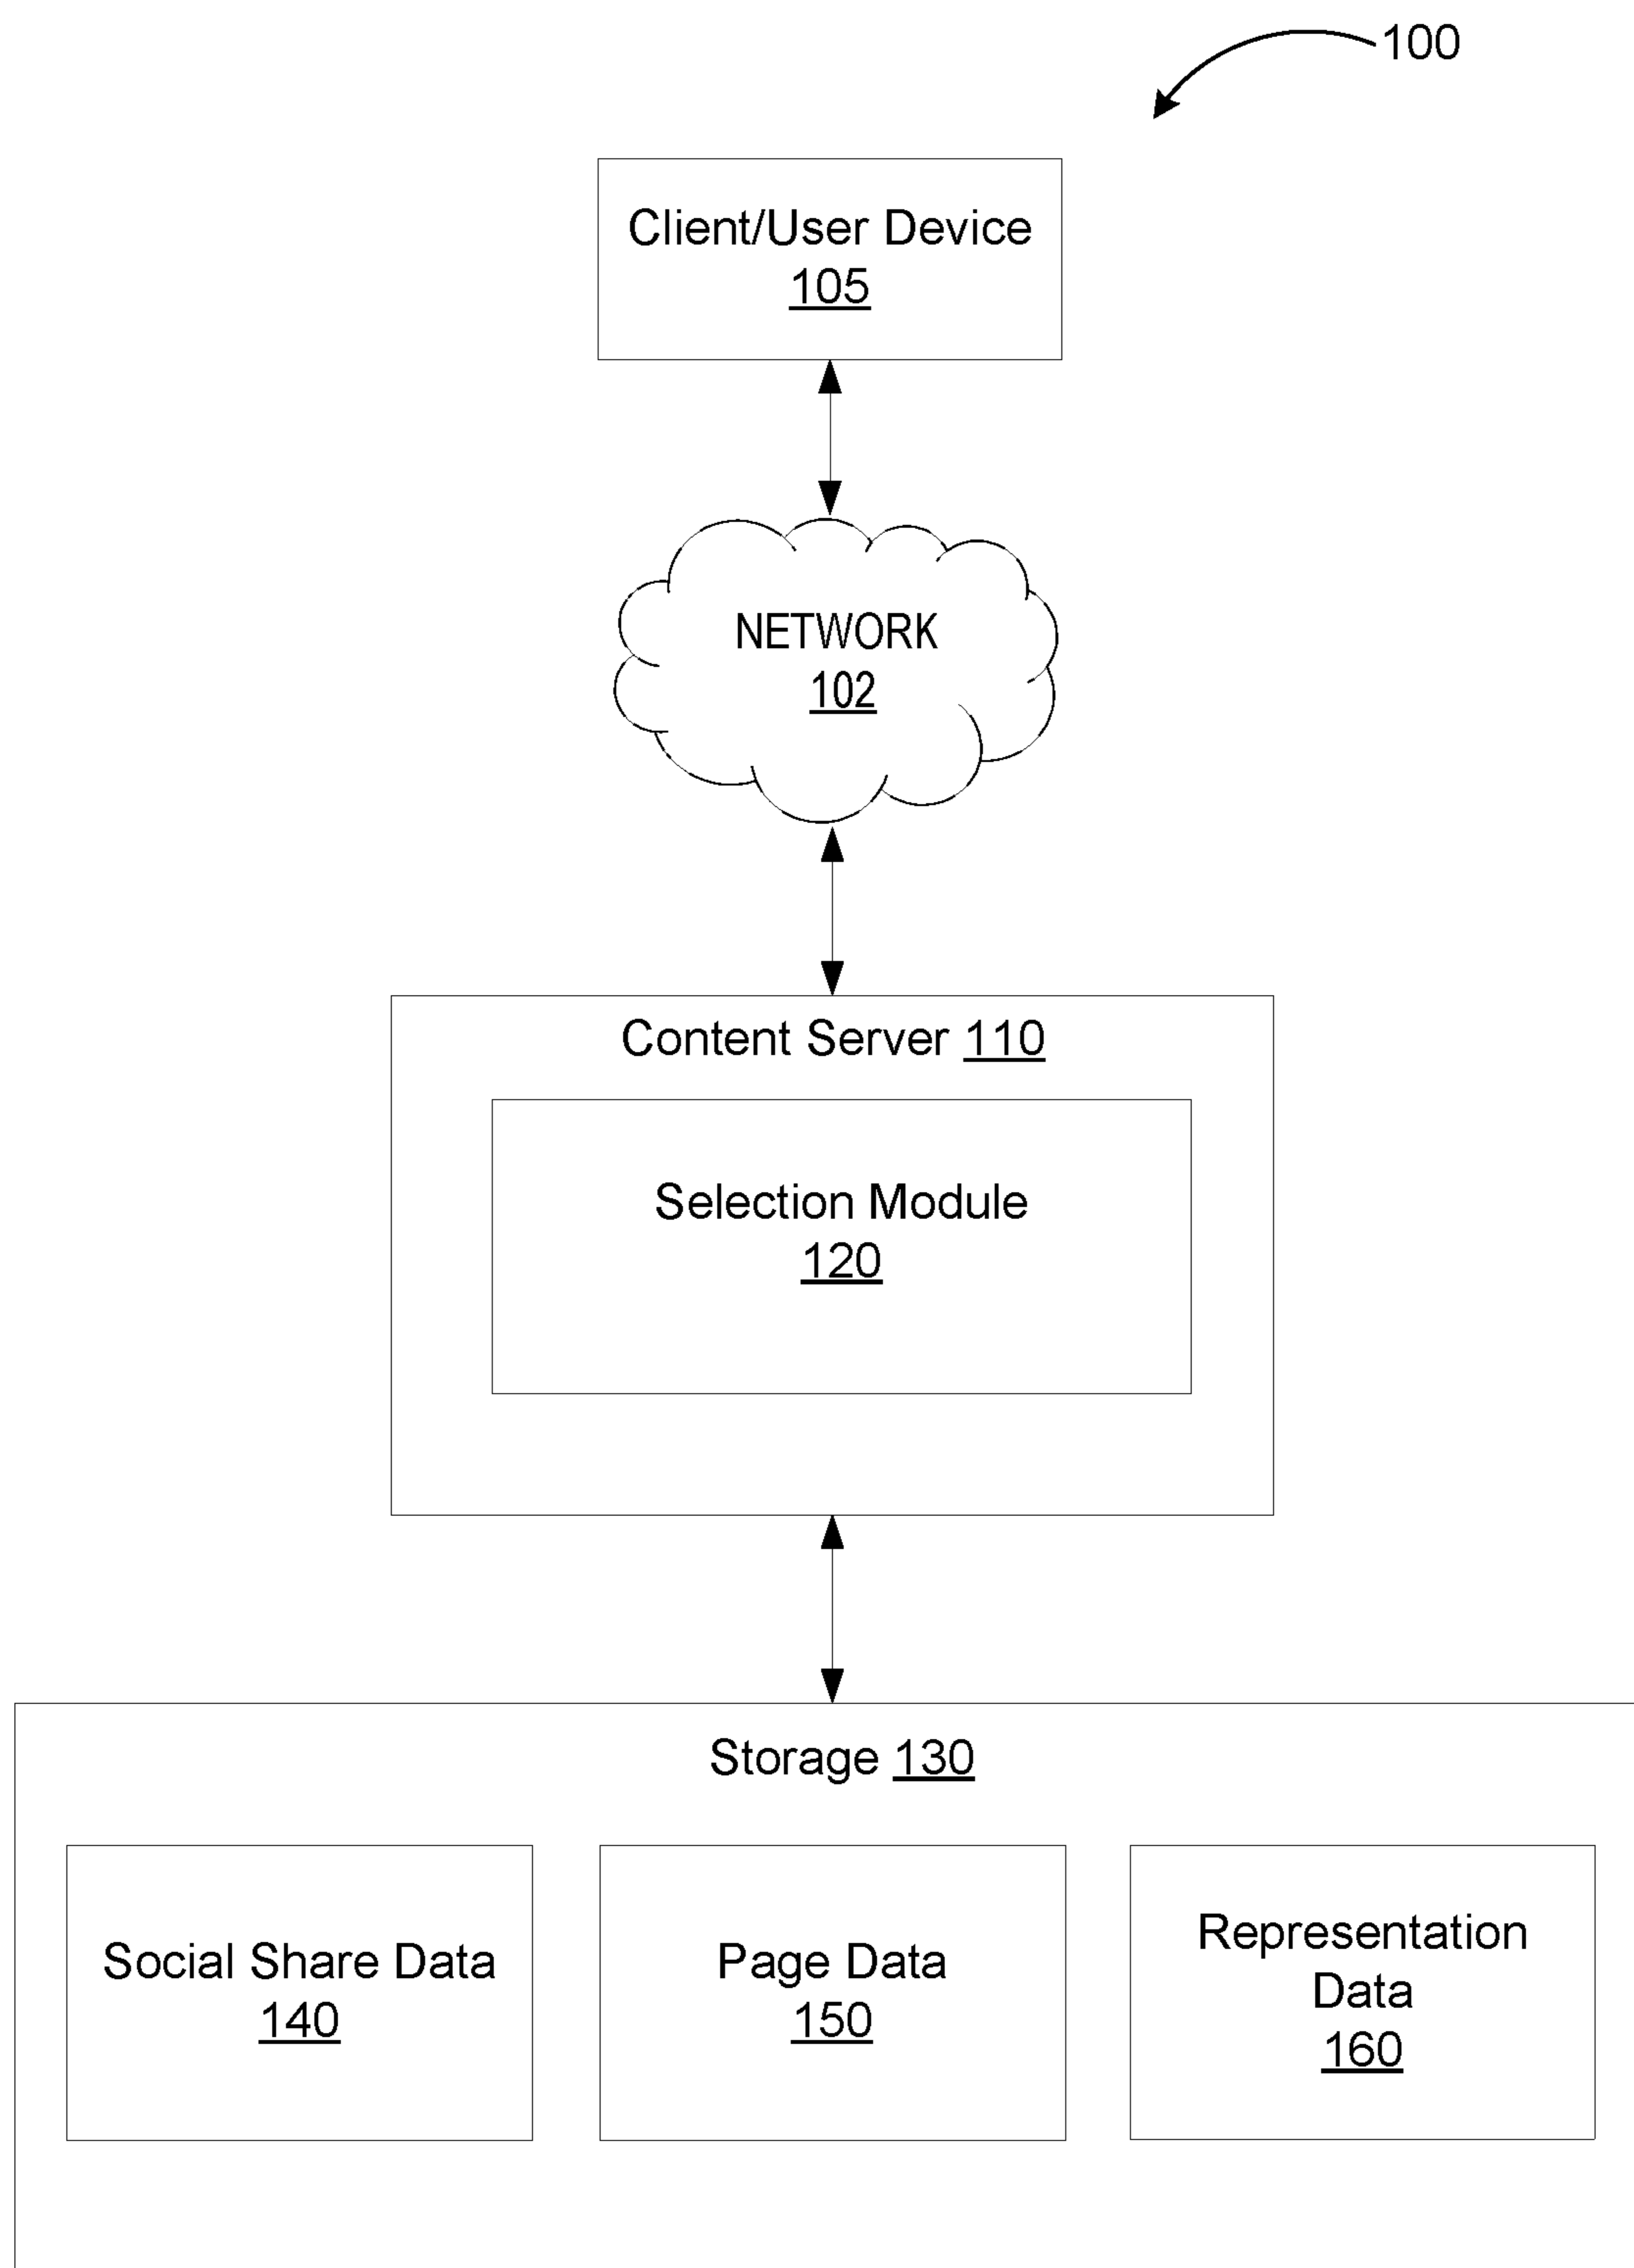 100
Client/User Device
105
NETWORK
102
Content Server 110
Selection Module
120
Storage 130
Social Share Data
140
Page Data
150
Representation
Data
160